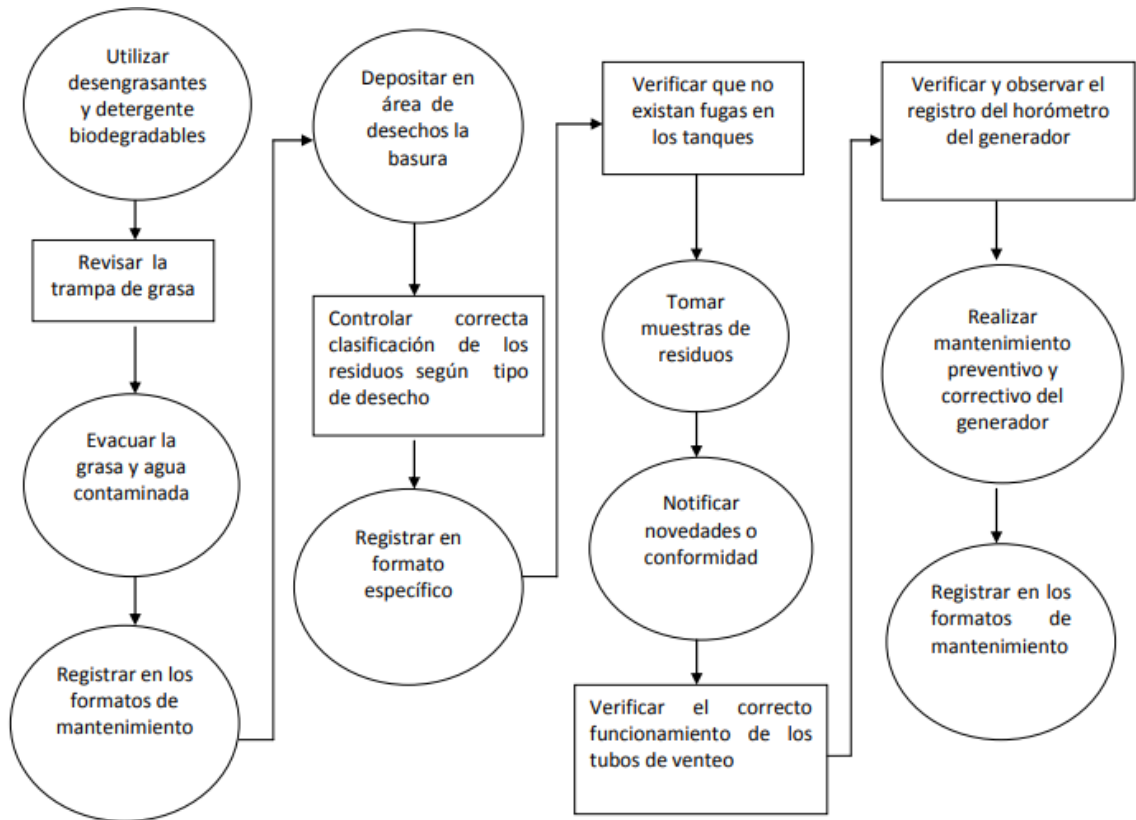 Utilizar
desengrasantes
y detergente
biodegradables
Revisar la
trampa de grasa
Evacuar la
grasa y agua
contaminada
Registrar en los
formatos de
mantenimiento
Depositar en
área de
desechos la
basura
Controlar correcta
clasificación de los
residuos según tipo
de desecho
Registrar en
formato
específico
Verificar que no
existan fugas en
los tanques
Tomar
muestras de
residuos
Notificar
novedades o
conformidad
Verificar el correcto
funcionamiento de los
tubos de venteo
Verificar y observar el
registro del horómetro
del generador
Realizar
mantenimiento
preventivo y
correctivo del
generador
Registrar en los
formatos de
mantenimiento